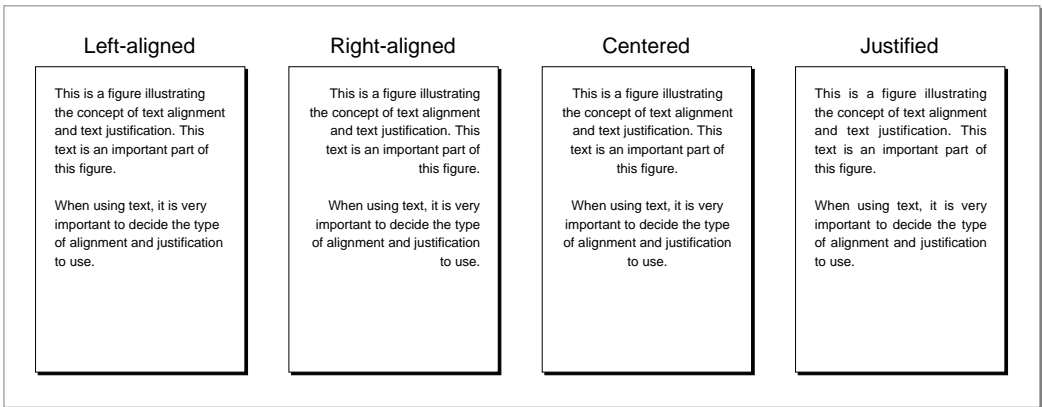 Left-aligned
This is a figure illustrating
the concept of text alignment
and text justification. This
text is an important part of
this figure.
When using text, it is very
important to decide the type
of alignment and justification
to use.
Right-aligned
This is a figure illustrating
the concept of text alignment
and text justification. This
text is an important part of
this figure.
When using text, it is very
important to decide the type
of alignment and justification
to use.
Centered
This is a figure illustrating
the concept of text alignment
and text justification. This
text is an important part of
this figure.
When using text, it is very
important to decide the type
of alignment and justification
to use.
Justified
This is a figure illustrating
the concept of text alignment
and text justification. This
text is an important part of
this figure.
When using text, it is very
important to decide the type
of alignment and justification
to use.